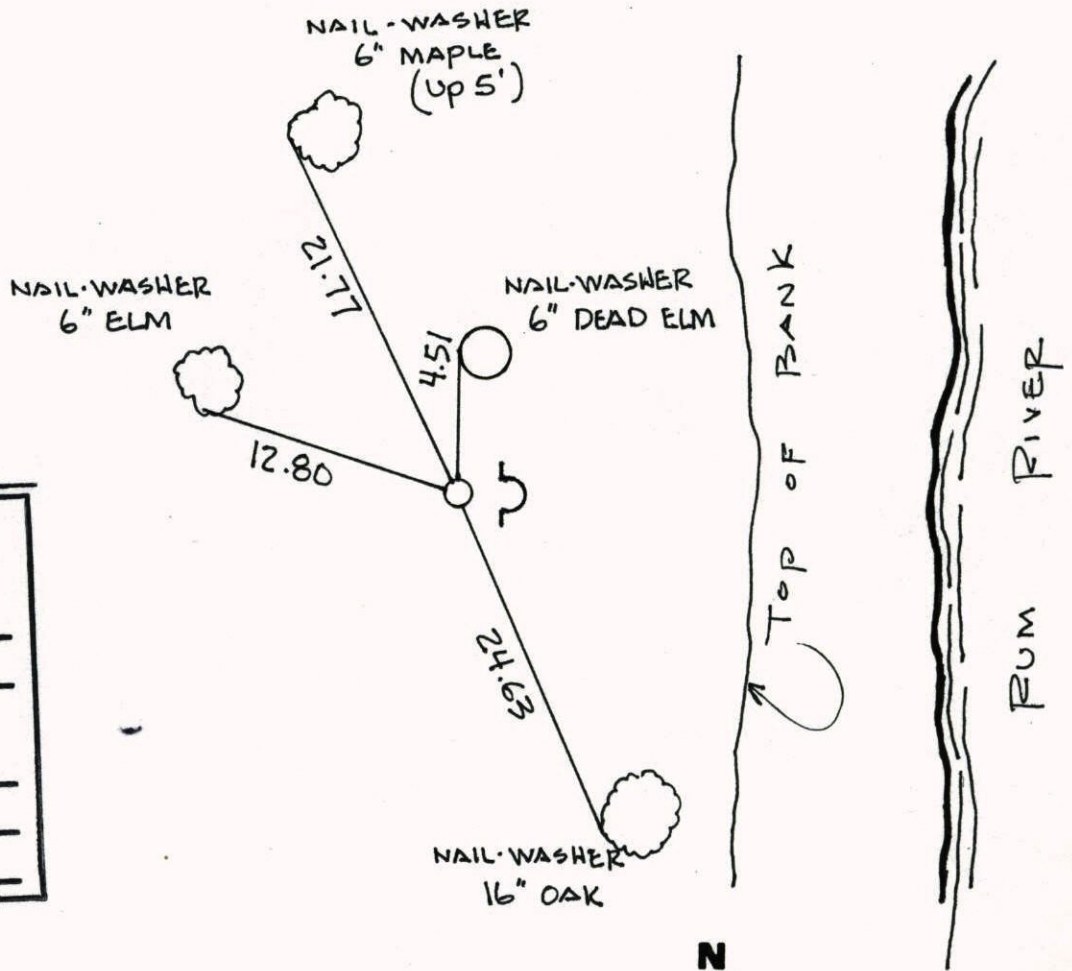 NAIL-WASHER
6" MAPLE
(UP 5')
21.77
NAIL-WASHER
6" ELM
NAIL-WASHER
6" DEAD ELM
4.51
12.80
24.63
NAIL-WASHER
16" OAK
TOP OF BANK
RUM RIVER
N